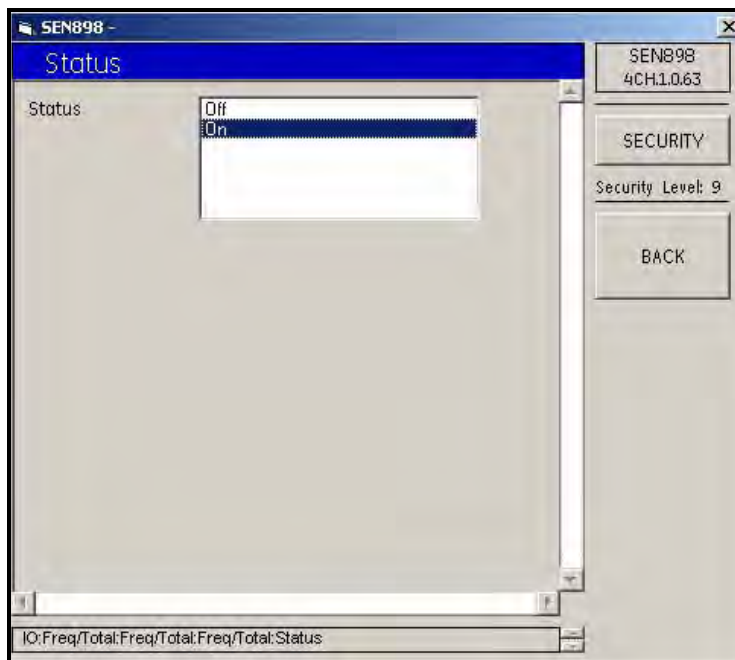 SEN898 -
Status
SEN898
4CH.1.0.63
Status
Off
On
SECURITY
Security Level: 9
BACK
IO:Freq/Total:Freq/Total:Freq/Total:Status